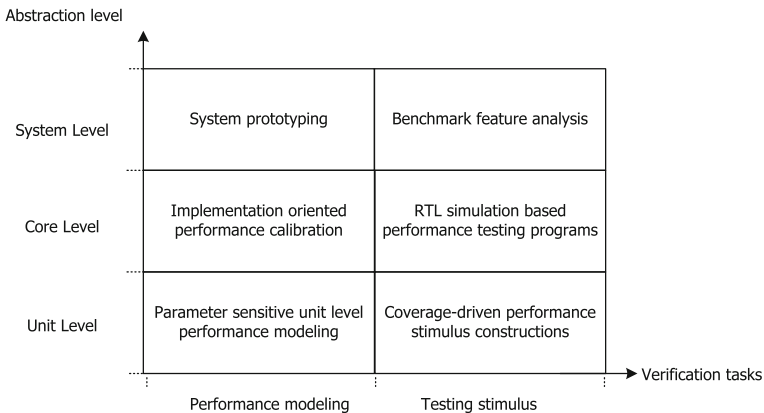 Abstraction level
System Level
System prototyping
Benchmark feature analysis
Core Level
Implementation oriented
performance calibration
RTL simulation based
performance testing programs
Unit Level
Parameter sensitive unit level
performance modeling
Coverage-driven performance
stimulus constructions
Verification tasks
Performance modeling
Testing stimulus